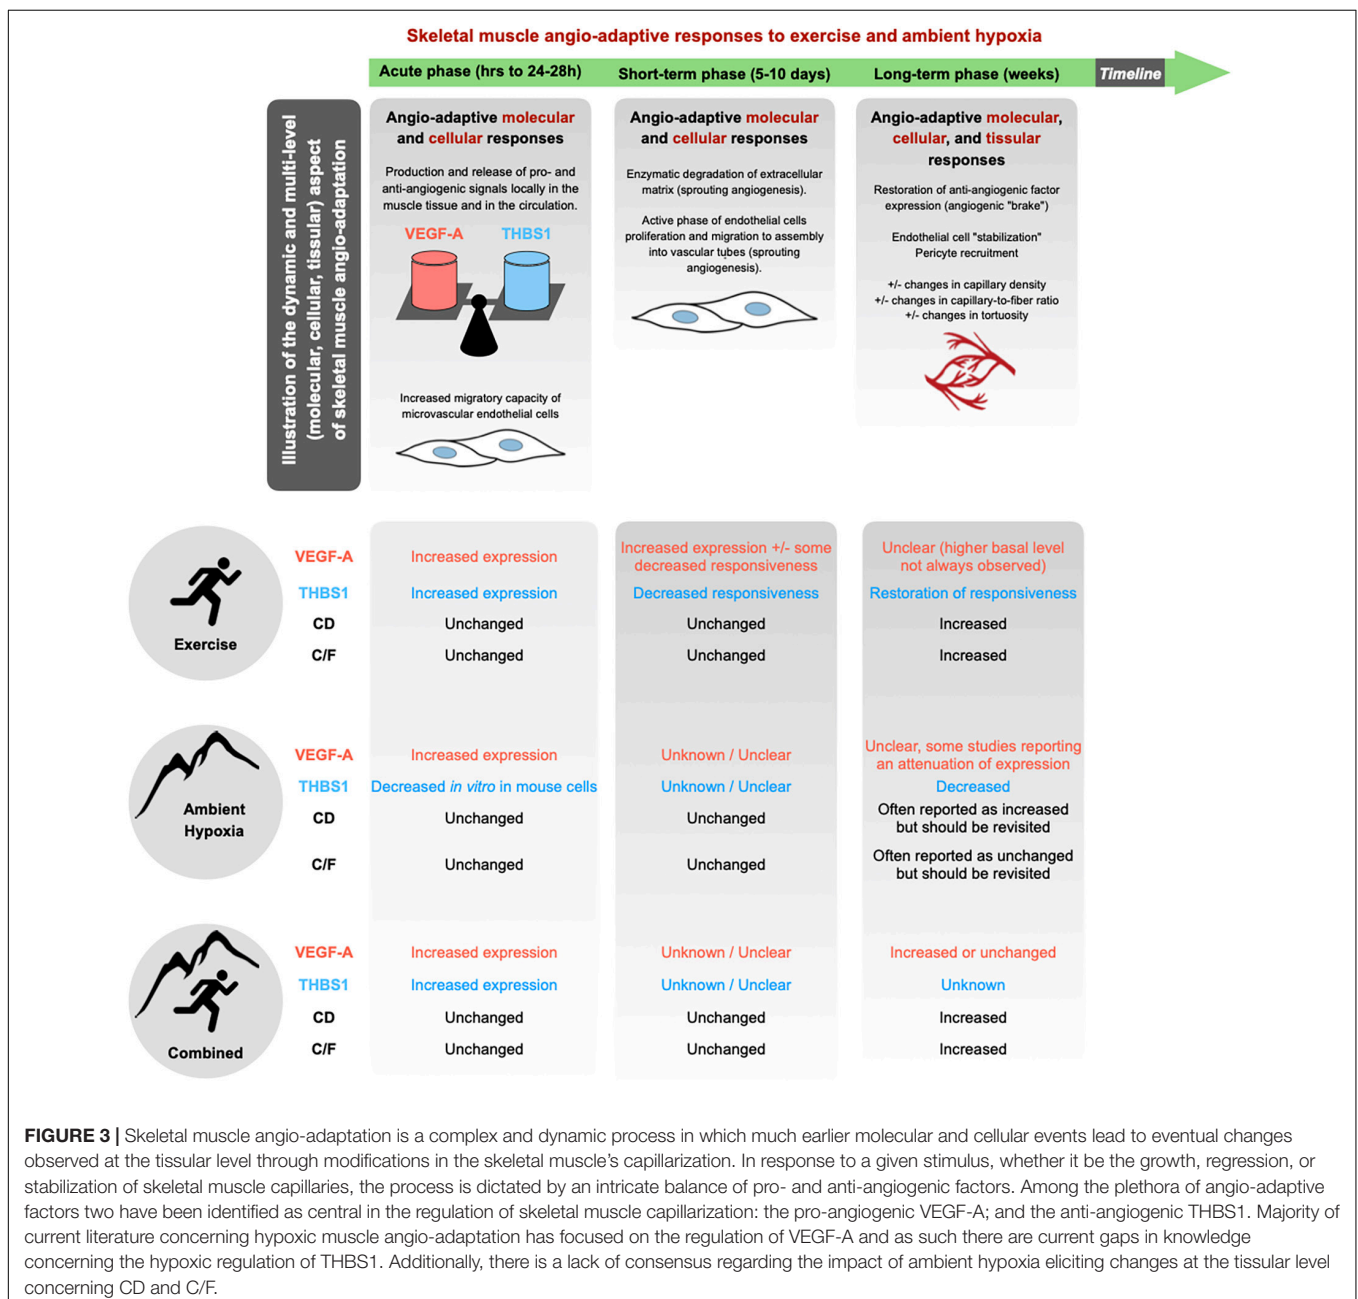 Skeletal muscle angio-adaptive responses to exercise and ambient hypoxia
Acute phase (hrs to 24-28h)
Short-term phase (5-10 days)
Long-term phase (weeks)
Timeline
Illustration of the dynamic and multi-level
(molecular, cellular, tissular) aspect
of skeletal muscle angio-adaptation
Angio-adaptive molecular
and cellular responses
Production and release of pro- and
anti-angiogenic signals locally in the
muscle tissue and in the circulation.
VEGF-A THBS1
Increased migratory capacity of
microvascular endothelial cells
Angio-adaptive molecular
and cellular responses
Enzymatic degradation of extracellular
matrix (sprouting angiogenesis).
Active phase of endothelial cells
proliferation and migration to assembly
into vascular tubes (sprouting
angiogenesis).
Angio-adaptive molecular,
cellular, and tissular
responses
Restoration of anti-angiogenic factor
expression (angiogenic "brake")
Endothelial cell "stabilization"
Pericyte recruitment
+/- changes in capillary density
+/- changes in capillary-to-fiber ratio
+/- changes in tortuosity
Exercise
VEGF-A
Increased expression
Increased expression +/- some
decreased responsiveness
Unclear (higher basal level
not always observed)
THBS1
Increased expression
Decreased responsiveness
Restoration of responsiveness
CD
Unchanged
Unchanged
Increased
C/F
Unchanged
Unchanged
Increased
Ambient
Hypoxia
VEGF-A
Increased expression
Unknown / Unclear
Unclear, some studies reporting
an attenuation of expression
THBS1
Decreased in vitro in mouse cells
Unknown / Unclear
Decreased
CD
Unchanged
Unchanged
Often reported as increased
but should be revisited
C/F
Unchanged
Unchanged
Often reported as unchanged
but should be revisited
Combined
VEGF-A
Increased expression
Unknown / Unclear
Increased or unchanged
THBS1
Increased expression
Unknown / Unclear
Unknown
CD
Unchanged
Unchanged
Increased
C/F
Unchanged
Unchanged
Increased
FIGURE 3 | Skeletal muscle angio-adaptation is a complex and dynamic process in which much earlier molecular and cellular events lead to eventual changes
observed at the tissular level through modifications in the skeletal muscle's capillarization. In response to a given stimulus, whether it be the growth, regression, or
stabilization of skeletal muscle capillaries, the process is dictated by an intricate balance of pro- and anti-angiogenic factors. Among the plethora of angio-adaptive
factors two have been identified as central in the regulation of skeletal muscle capillarization: the pro-angiogenic VEGF-A; and the anti-angiogenic THBS1. Majority of
current literature concerning hypoxic muscle angio-adaptation has focused on the regulation of VEGF-A and as such there are current gaps in knowledge
concerning the hypoxic regulation of THBS1. Additionally, there is a lack of consensus regarding the impact of ambient hypoxia eliciting changes at the tissular level
concerning CD and C/F.